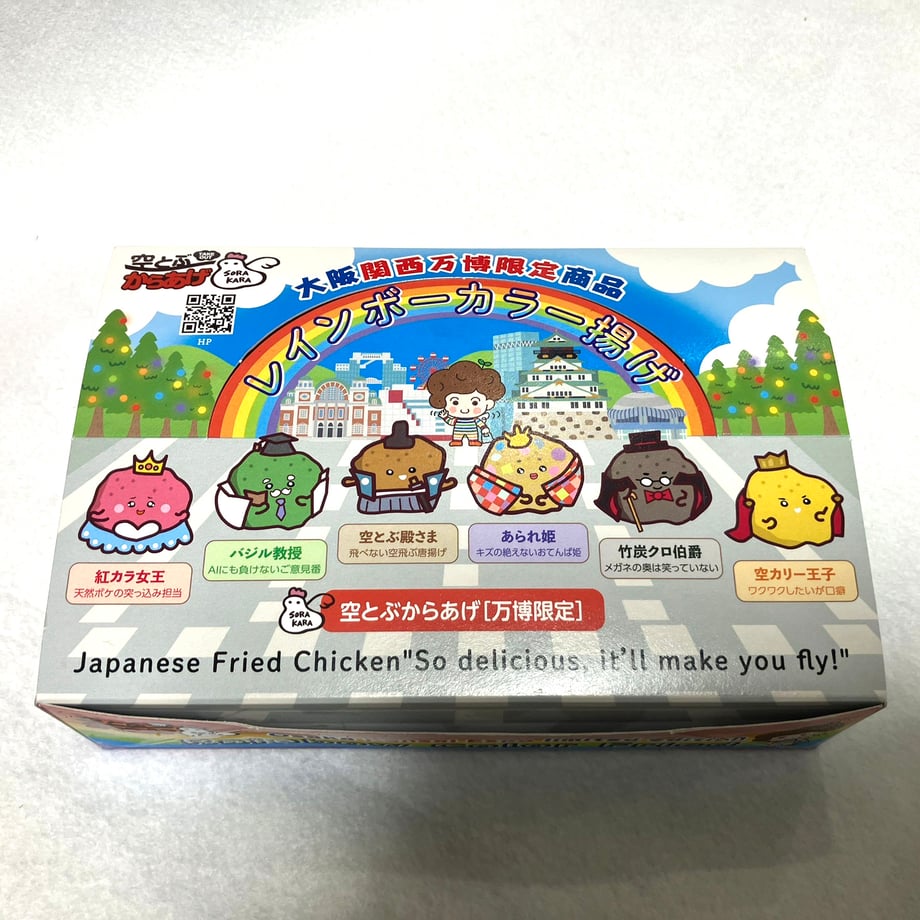 空とぶ
TAKE OUT
からあげ
SORA KARA
HP
大阪関西万博限定商品
レインボーカラー揚げ
紅カラ女王
天然ボケの突っ込み担当
バジル教授
AIにも負けないご意見番
空とぶ殿さま
飛べない空飛ぶ唐揚げ
あられ姫
キズの絶えないおてんば姫
竹炭クロ伯爵
メガネの奥は笑っていない
空カリー王子
ワクワクしたいが口癖
SORA KARA
空とぶからあげ[万博限定]
Japanese Fried Chicken"So delicious, it'll make you fly!"